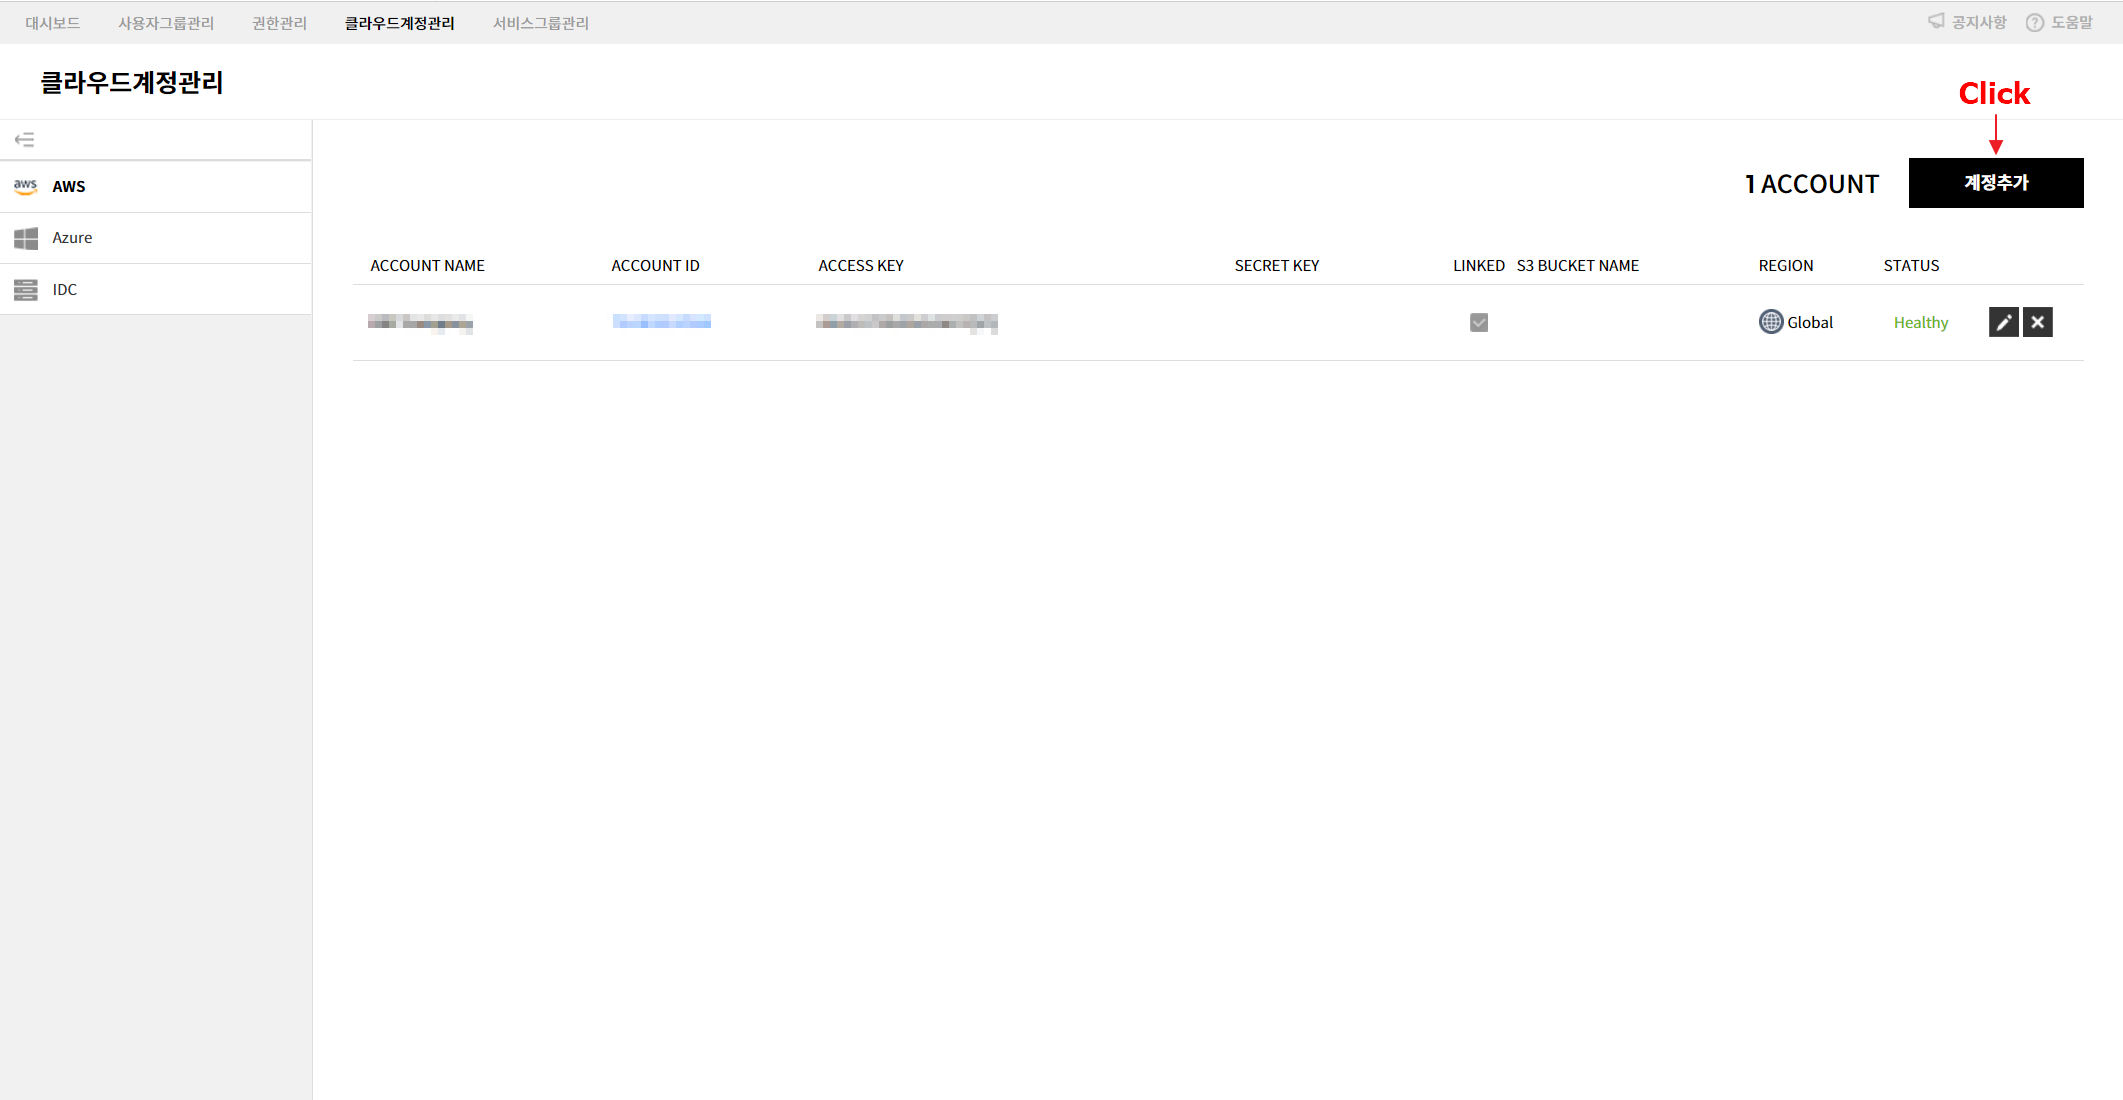 대시보드 사용자그룹관리 권한관리 클라우드계정관리 서비스그룹관리 공지사항 ? 도움말
클라우드계정관리
Click
aws AWS
Azure
IDC
1 ACCOUNT 계정추가
ACCOUNT NAME ACCOUNT ID ACCESS KEY SECRET KEY LINKED S3 BUCKET NAME REGION STATUS
Global Healthy